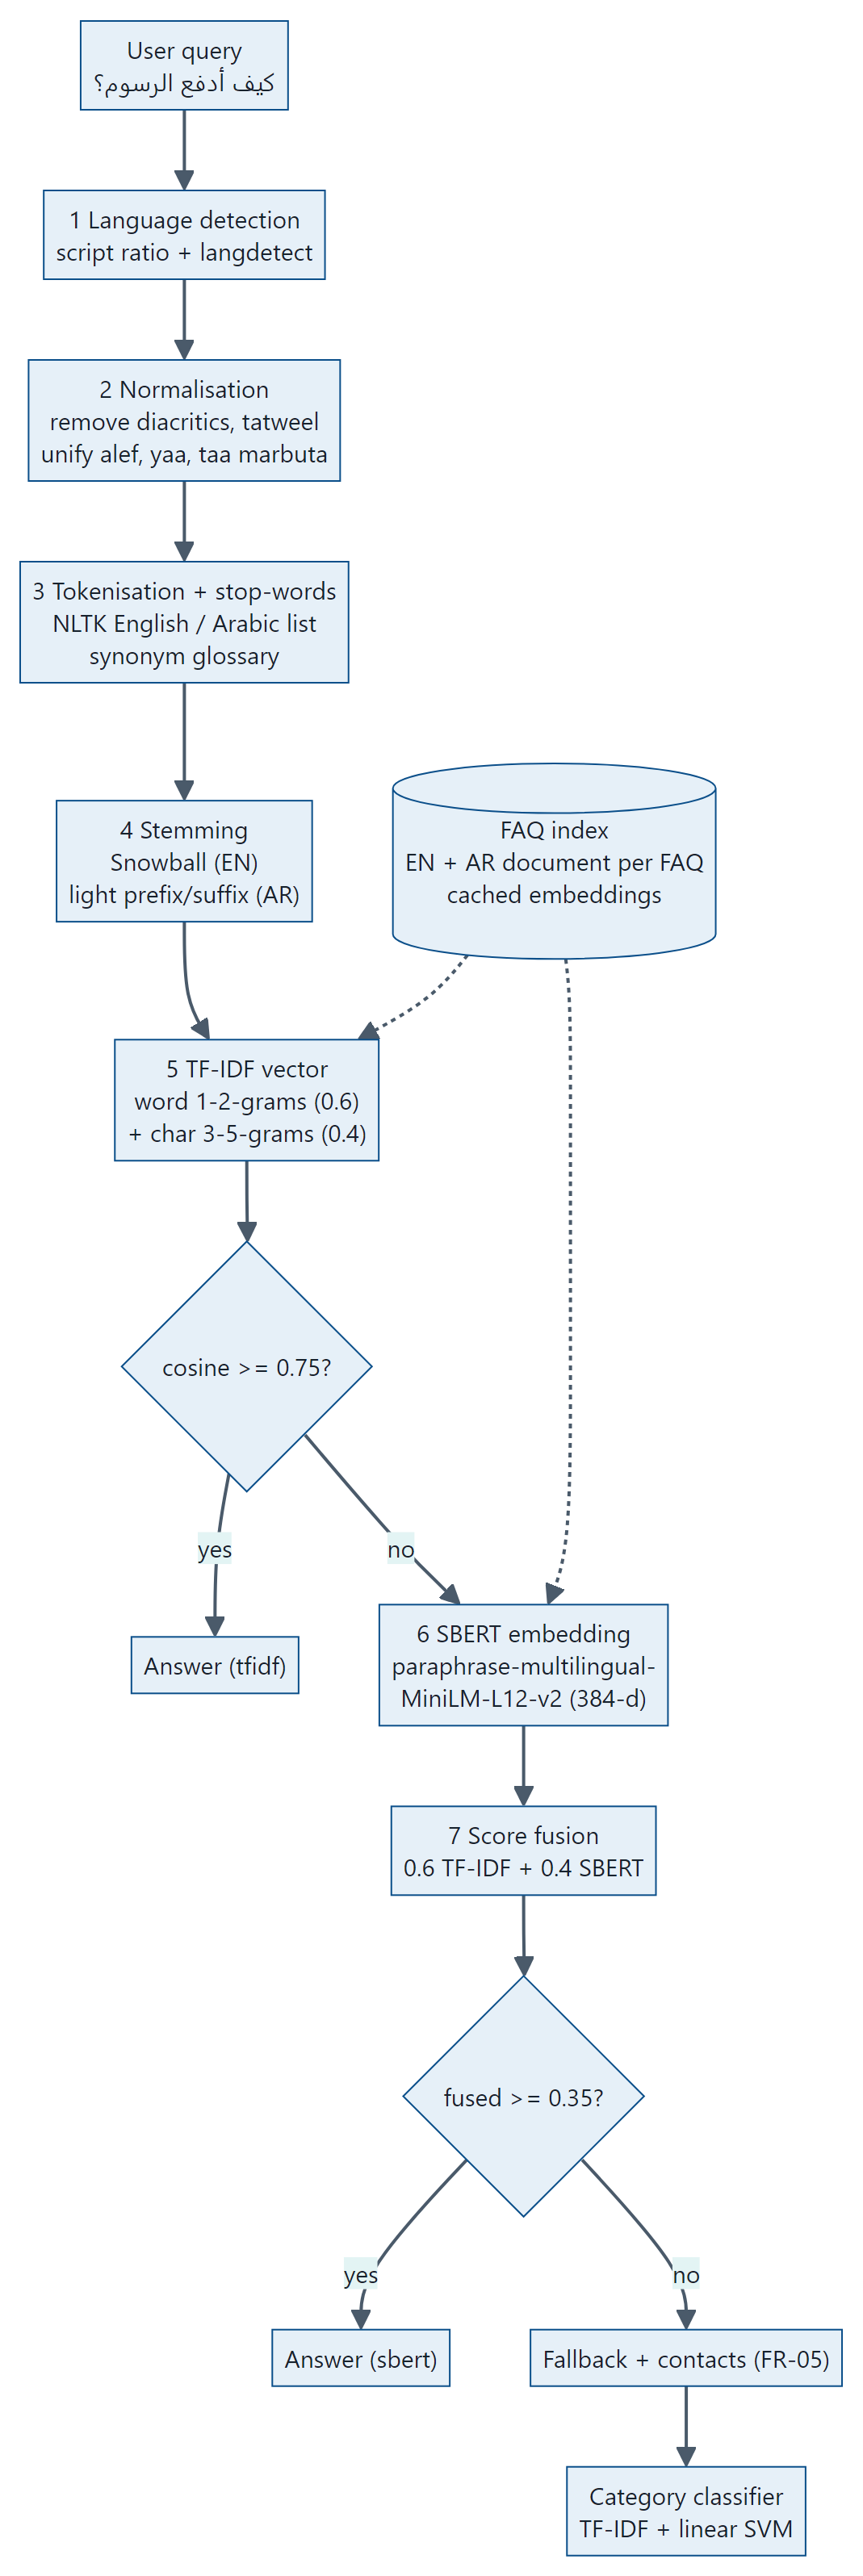 User query
كيف أدفع الرسوم؟
1 Language detection
script ratio + langdetect
2 Normalisation
remove diacritics, tatweel
unify alef, yaa, taa marbuta
3 Tokenisation + stop-words
NLTK English / Arabic list
synonym glossary
4 Stemming
Snowball (EN)
light prefix/suffix (AR)
FAQ index
EN + AR document per FAQ
cached embeddings
5 TF-IDF vector
word 1-2-grams (0.6)
+ char 3-5-grams (0.4)
cosine >= 0.75?
yes
no
Answer (tfidf)
6 SBERT embedding
paraphrase-multilingual-
MiniLM-L12-v2 (384-d)
7 Score fusion
0.6 TF-IDF + 0.4 SBERT
fused >= 0.35?
yes
no
Answer (sbert)
Fallback + contacts (FR-05)
Category classifier
TF-IDF + linear SVM